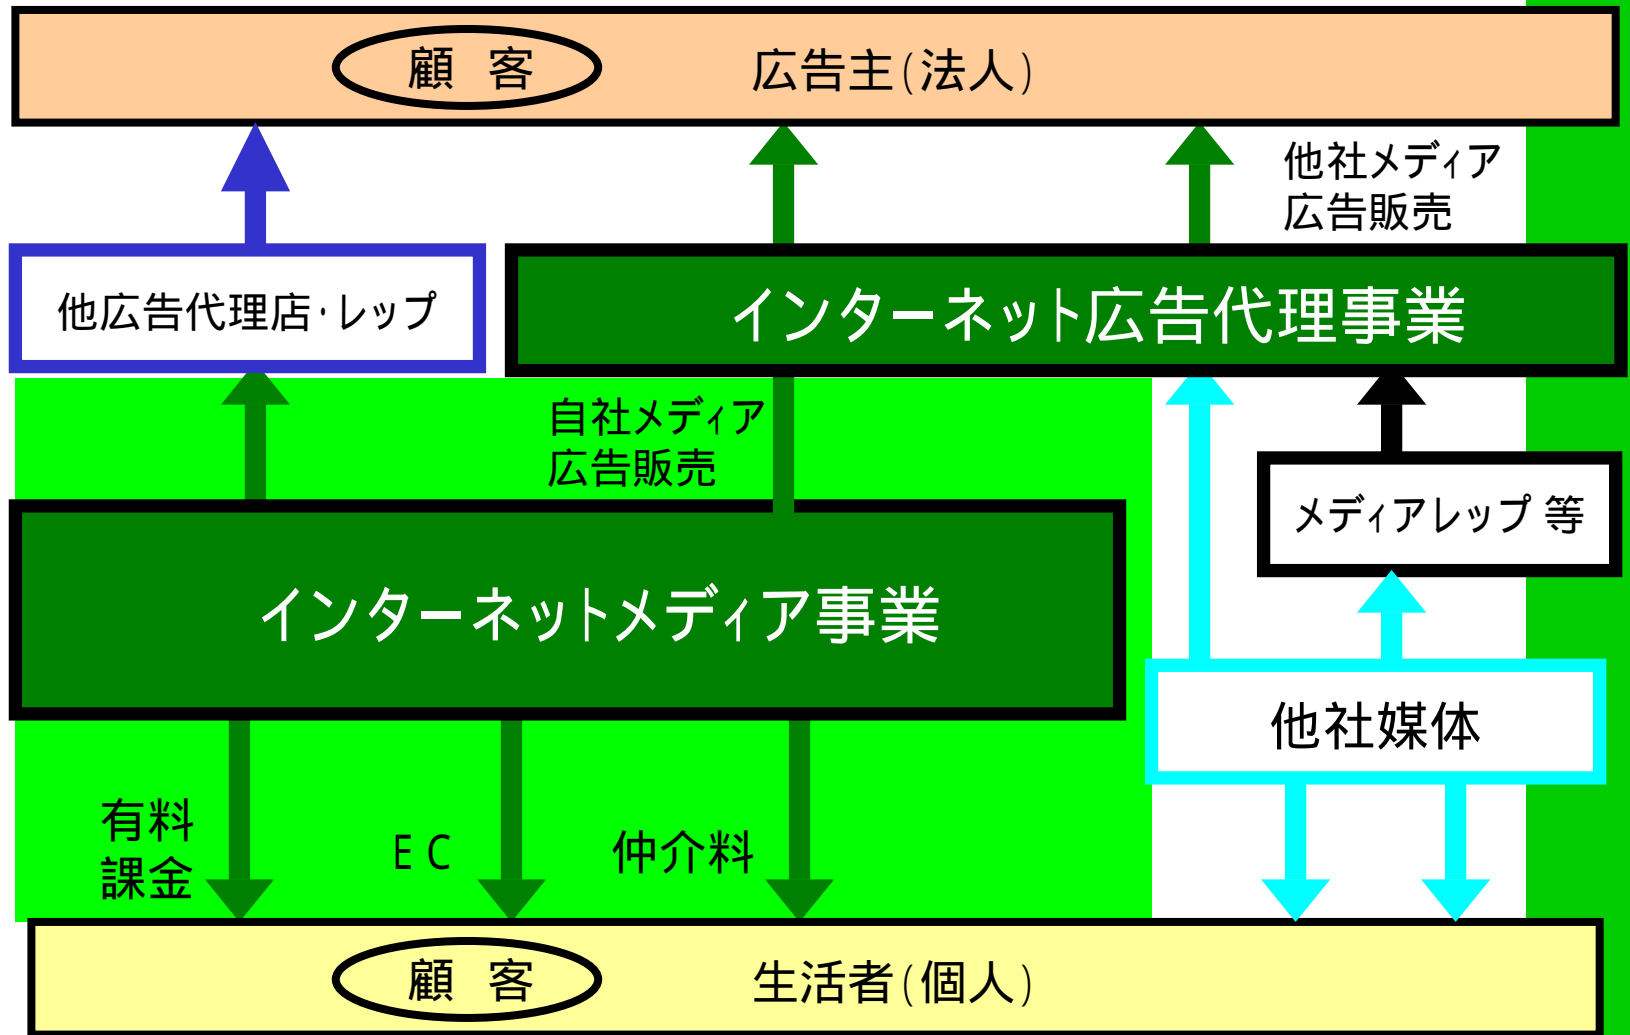 顧 客
広告主(法人)
他社メディア
広告販売
他広告代理店・レップ
インターネット広告代理事業
自社メディア
広告販売
メディアレップ 等
インターネットメディア事業
他社媒体
有料
課金
EC
仲介料
顧 客
生活者(個人)